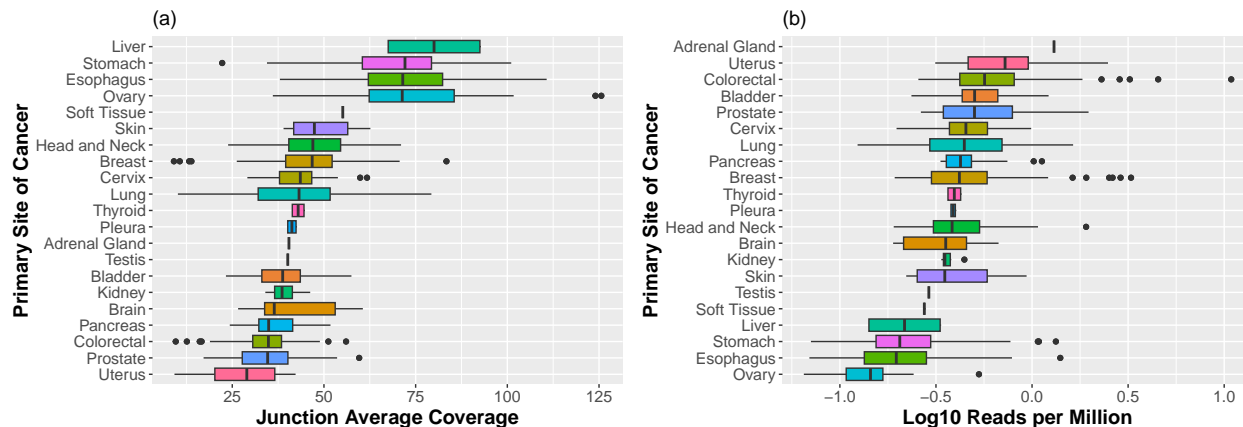 (a)
Primary Site of Cancer
Liver
Stomach
Esophagus
Ovary
Soft Tissue
Skin
Head and Neck
Breast
Cervix
Lung
Thyroid
Pleura
Adrenal Gland
Testis
Bladder
Kidney
Brain
Pancreas
Colorectal
Prostate
Uterus
25 50 75 100 125
Junction Average Coverage
(b)
Primary Site of Cancer
Adrenal Gland
Uterus
Colorectal
Bladder
Prostate
Cervix
Lung
Pancreas
Breast
Thyroid
Pleura
Head and Neck
Brain
Kidney
Skin
Testis
Soft Tissue
Liver
Stomach
Esophagus
Ovary
−1.0 −0.5 0.0 0.5 1.0
Log10 Reads per Million